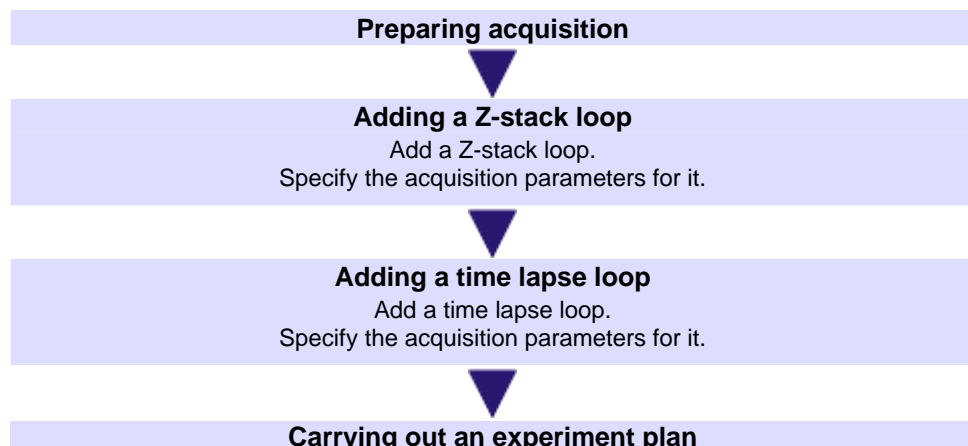 Preparing acquisition
Adding a Z-stack loop
Add a Z-stack loop.
Specify the acquisition parameters for it.
Adding a time lapse loop
Add a time lapse loop.
Specify the acquisition parameters for it.
Carrying out an experiment plan